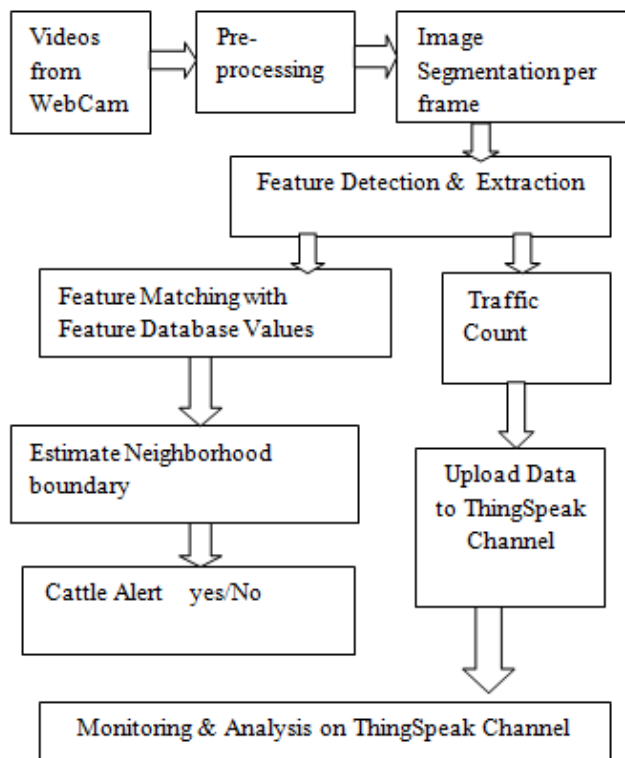 Videos
from
WebCam
Pre-
processing
Image
Segmentation per
frame
Feature Detection & Extraction
Feature Matching with
Feature Database Values
Traffic
Count
Estimate Neighborhood
boundary
Upload Data
to ThingSpeak
Channel
Cattle Alert yes/No
Monitoring & Analysis on ThingSpeak Channel